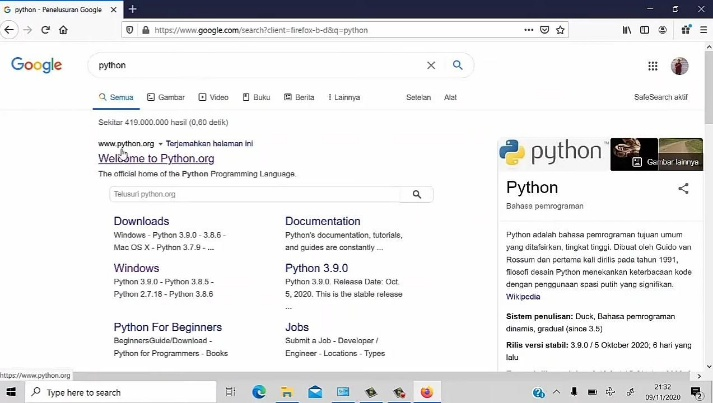 python - Penelusuran Google
https://www.google.com/search?client=firefox-b-d&q=python
Google
python
Semua Gambar Video Buku Berita Lainnya Setelan Alat SafeSearch aktif
Sekitar 419.000.000 hasil (0,60 detik)
www.python.org Terjemahkan halaman ini
Welcome to Python.org
The official home of the Python Programming Language.
Telusuri python.org
Downloads
Windows - Python 3.9.0 - 3.8.6 -
Mac OS X - Python 3.7.9 - ...
Documentation
Python's documentation, tutorials,
and guides are constantly ...
Windows
Python 3.9.0 - Python 3.8.5 -
Python 2.7.18 - Python 3.8.6
Python 3.9.0
Python 3.9.0. Release Date: Oct.
5, 2020. This is the stable release
...
Python For Beginners
BeginnersGuide/Download -
Python for Programmers - Books
Jobs
Submit a Job - Developer /
Engineer - Locations - Types
python™
Gambar lainnya
Python
Bahasa pemrograman
Python adalah bahasa pemrograman tujuan umum
yang ditafsirkan, tingkat tinggi. Dibuat oleh Guido van
Rossum dan pertama kali dirilis pada tahun 1991,
filosofi desain Python menekankan keterbacaan kode
dengan penggunaan spasi putih yang signifikan.
Wikipedia
Sistem penulisan: Duck, Bahasa pemrograman
dinamis, gradual (since 3.5)
Rilis versi stabil: 3.9.0 / 5 Oktober 2020; 6 hari yang
lalu
https://www.python.org
Type here to search
21:32
09/11/2020
2